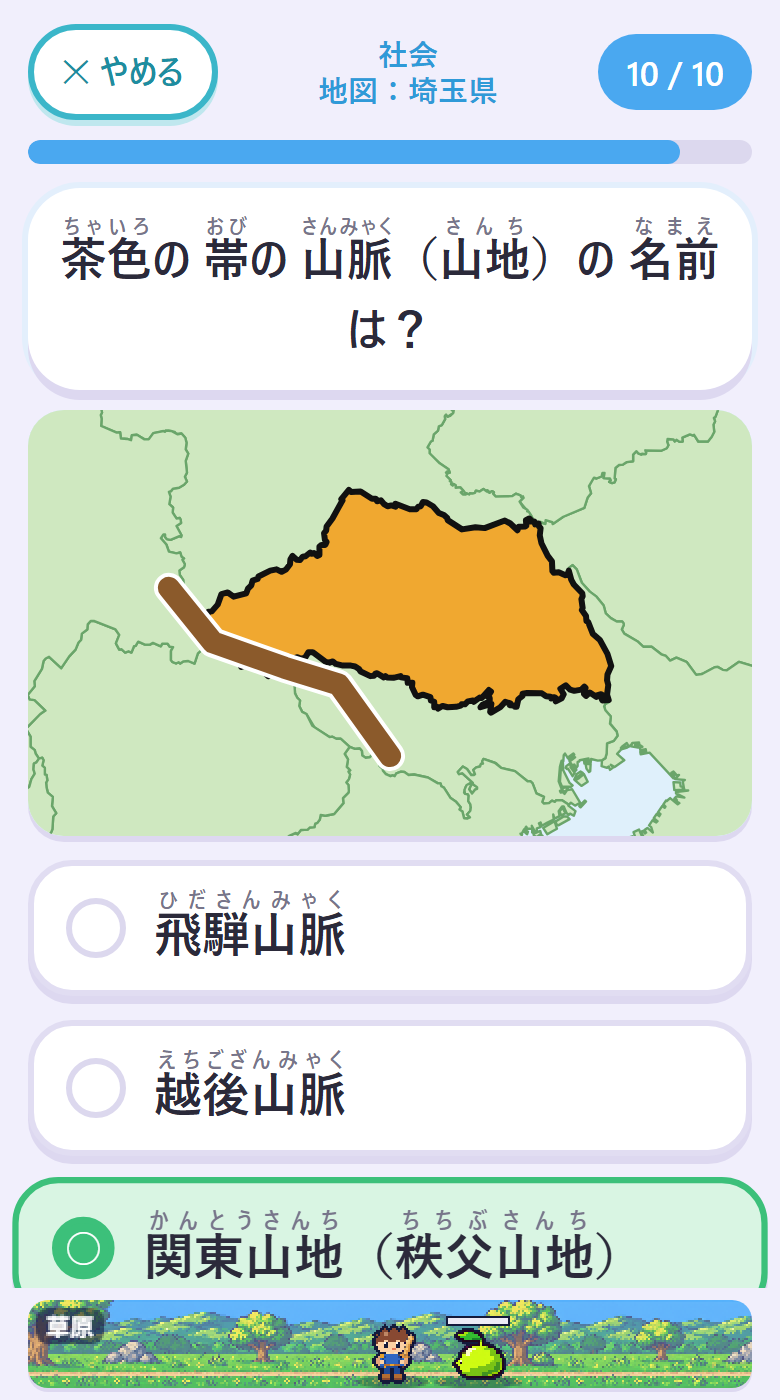 × やめる
社会
地図：埼玉県
10 / 10
ちゃいろ おび さんみゃく さんち なまえ
茶色の 帯の 山脈（山地）の 名前
は？
ひださんみゃく
飛騨山脈
えちござんみゃく
越後山脈
かんとうさんち ちちぶさんち
関東山地（秩父山地）
草原